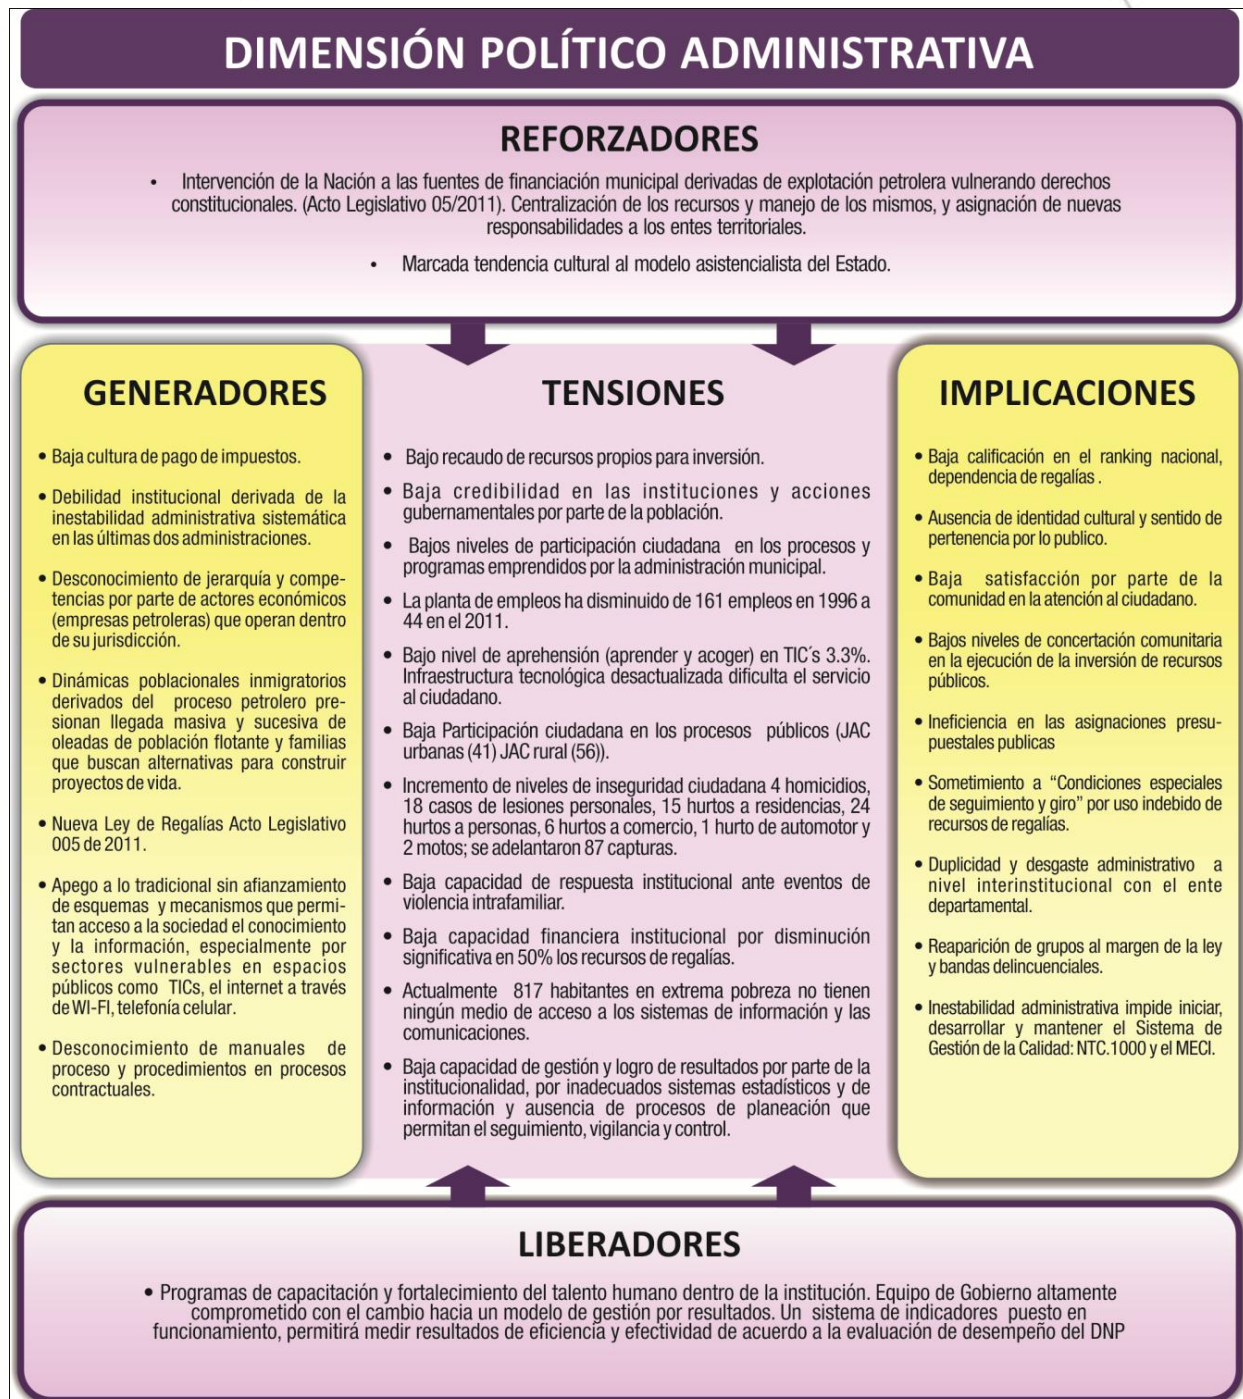 DIMENSIÓN POLÍTICO ADMINISTRATIVA
REFORZADORES
• Intervención de la Nación a las fuentes de financiación municipal derivadas de explotación petrolera vulnerando derechos
constitucionales. (Acto Legislativo 05/2011). Centralización de los recursos y manejo de los mismos, y asignación de nuevas
responsabilidades a los entes territoriales.
• Marcada tendencia cultural al modelo asistencialista del Estado.
GENERADORES
• Baja cultura de pago de impuestos.
• Debilidad institucional derivada de la
inestabilidad administrativa sistemática
en las últimas dos administraciones.
• Desconocimiento de jerarquía y compe-
tencias por parte de actores económicos
(empresas petroleras) que operan dentro
de su jurisdicción.
• Dinámicas poblacionales inmigratorios
derivados del proceso petrolero pre-
sionan llegada masiva y sucesiva de
oleadas de población flotante y familias
que buscan alternativas para construir
proyectos de vida.
• Nueva Ley de Regalías Acto Legislativo
005 de 2011.
• Apego a lo tradicional sin afianzamiento
de esquemas y mecanismos que permi-
tan acceso a la sociedad el conocimiento
y la información, especialmente por
sectores vulnerables en espacios
públicos como TICs, el internet a través
de WI-FI, telefonía celular.
• Desconocimiento de manuales de
proceso y procedimientos en procesos
contractuales.
TENSIONES
• Bajo recaudo de recursos propios para inversión.
• Baja credibilidad en las instituciones y acciones
gubernamentales por parte de la población.
• Bajos niveles de participación ciudadana en los procesos y
programas emprendidos por la administración municipal.
• La planta de empleos ha disminuido de 161 empleos en 1996 a
44 en el 2011.
• Bajo nivel de aprehensión (aprender y acoger) en TIC´s 3.3%.
Infraestructura tecnológica desactualizada dificulta el servicio
al ciudadano.
• Baja Participación ciudadana en los procesos públicos (JAC
urbanas (41) JAC rural (56)).
• Incremento de niveles de inseguridad ciudadana 4 homicidios,
18 casos de lesiones personales, 15 hurtos a residencias, 24
hurtos a personas, 6 hurtos a comercio, 1 hurto de automotor y
2 motos; se adelantaron 87 capturas.
• Baja capacidad de respuesta institucional ante eventos de
violencia intrafamiliar.
• Baja capacidad financiera institucional por disminución
significativa en 50% los recursos de regalías.
• Actualmente 817 habitantes en extrema pobreza no tienen
ningún medio de acceso a los sistemas de información y las
comunicaciones.
• Baja capacidad de gestión y logro de resultados por parte de la
institucionalidad, por inadecuados sistemas estadísticos y de
información y ausencia de procesos de planeación que
permitan el seguimiento, vigilancia y control.
IMPLICACIONES
• Baja calificación en el ranking nacional,
dependencia de regalías .
• Ausencia de identidad cultural y sentido de
pertenencia por lo publico.
• Baja satisfacción por parte de la
comunidad en la atención al ciudadano.
• Bajos niveles de concertación comunitaria
en la ejecución de la inversión de recursos
públicos.
• Ineficiencia en las asignaciones presu-
puestales publicas
• Sometimiento a “Condiciones especiales
de seguimiento y giro” por uso indebido de
recursos de regalías.
• Duplicidad y desgaste administrativo a
nivel interinstitucional con el ente
departamental.
• Reaparición de grupos al margen de la ley
y bandas delincuenciales.
• Inestabilidad administrativa impide iniciar,
desarrollar y mantener el Sistema de
Gestión de la Calidad: NTC.1000 y el MECI.
LIBERADORES
• Programas de capacitación y fortalecimiento del talento humano dentro de la institución. Equipo de Gobierno altamente
comprometido con el cambio hacia un modelo de gestión por resultados. Un sistema de indicadores puesto en
funcionamiento, permitirá medir resultados de eficiencia y efectividad de acuerdo a la evaluación de desempeño del DNP